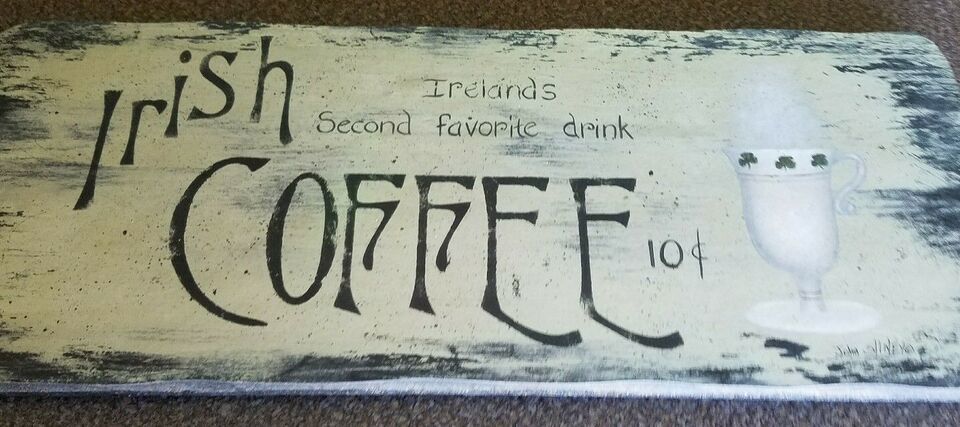 Irish
Irelands
Second favorite drink
COFFEE
10¢